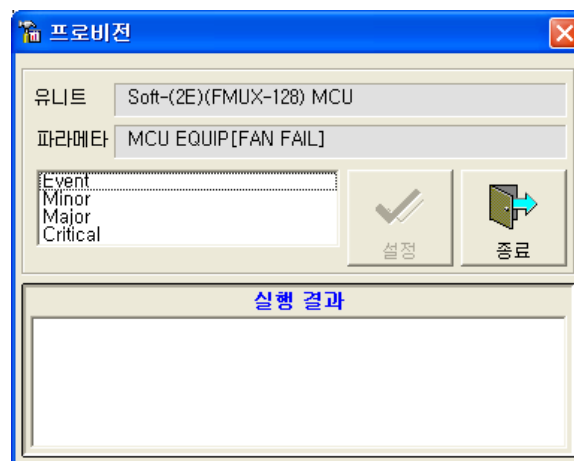 프로비전
유니트 Soft-(2E)(FMUX-128) MCU
파라메타 MCU EQUIP[FAN FAIL]
Event
Minor
Major
Critical
설정
종료
실행 결과